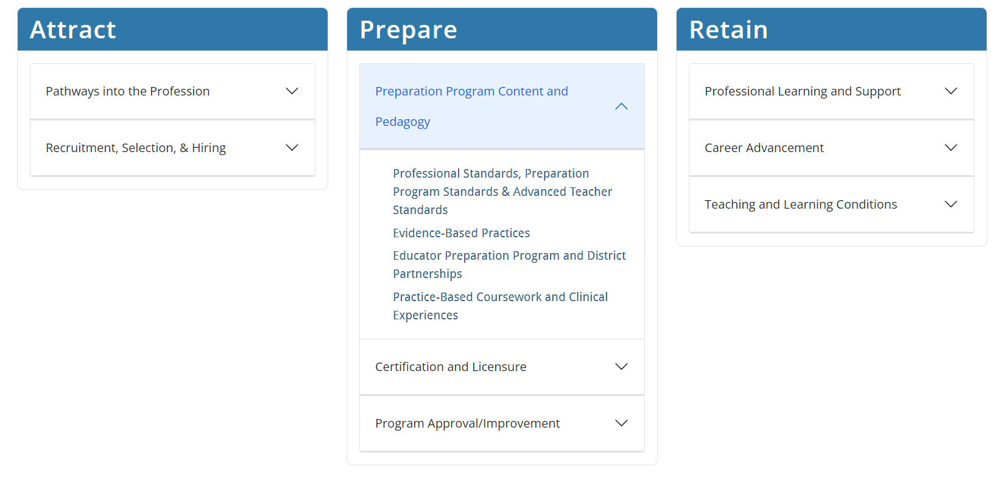 Attract
Pathways into the Profession
Recruitment, Selection, & Hiring
Prepare
Preparation Program Content and
Pedagogy
Professional Standards, Preparation
Program Standards & Advanced Teacher
Standards
Evidence-Based Practices
Educator Preparation Program and District
Partnerships
Practice-Based Coursework and Clinical
Experiences
Certification and Licensure
Program Approval/Improvement
Retain
Professional Learning and Support
Career Advancement
Teaching and Learning Conditions